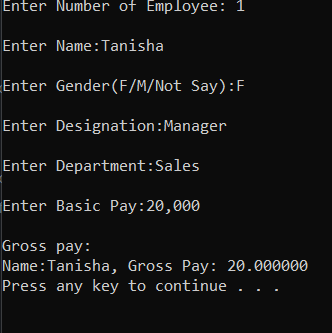 Enter Number of Employee: 1
Enter Name:Tanisha
Enter Gender(F/M/Not Say):F
Enter Designation:Manager
Enter Department:Sales
Enter Basic Pay:20,000
Gross pay:
Name:Tanisha, Gross Pay: 20.000000
Press any key to continue . . .